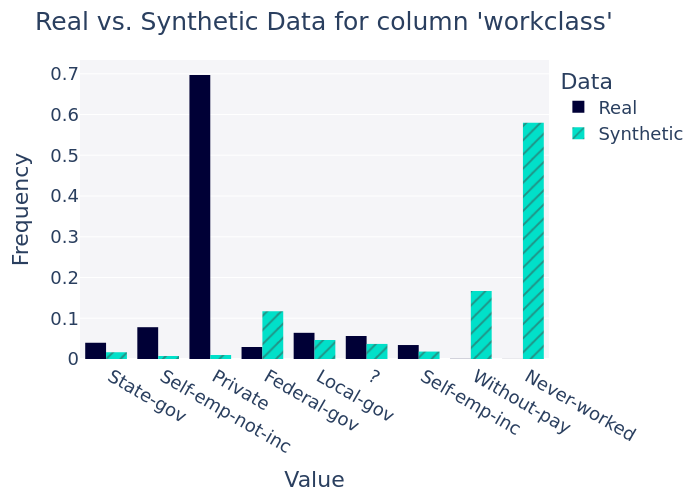 Real vs. Synthetic Data for column 'workclass'
Data
Real
Synthetic
Frequency
0.7
0.6
0.5
0.4
0.3
0.2
0.1
0
State-gov
Self-emp-not-inc
Private
Federal-gov
Local-gov
?
Self-emp-inc
Without-pay
Never-worked
Value